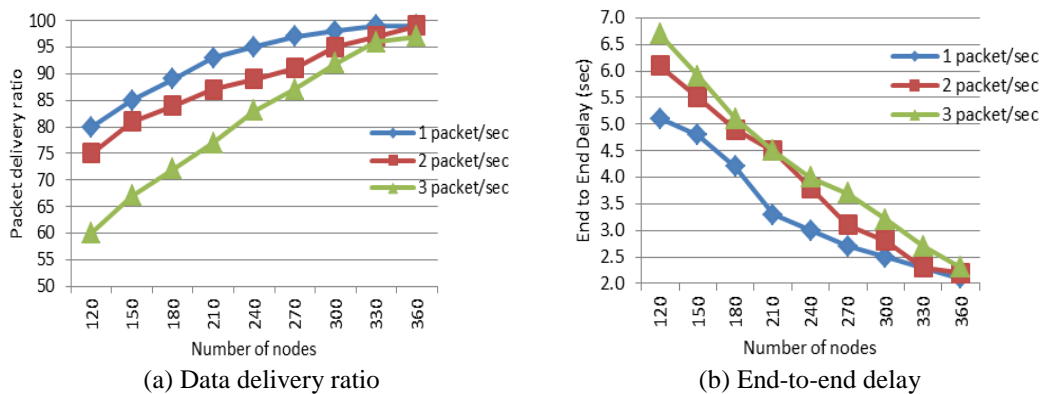 100
95
90
85
80
75
70
65
60
55
50
Packet delivery ratio
1 packet/sec
2 packet/sec
3 packet/sec
120 150 180 210 240 270 300 330 360
Number of nodes
(a) Data delivery ratio
7.0
6.5
6.0
5.5
5.0
4.5
4.0
3.5
3.0
2.5
2.0
End to End Delay (sec)
1 packet/sec
2 packet/sec
3 packet/sec
120 150 180 210 240 270 300 330 360
Number of nodes
(b) End-to-end delay